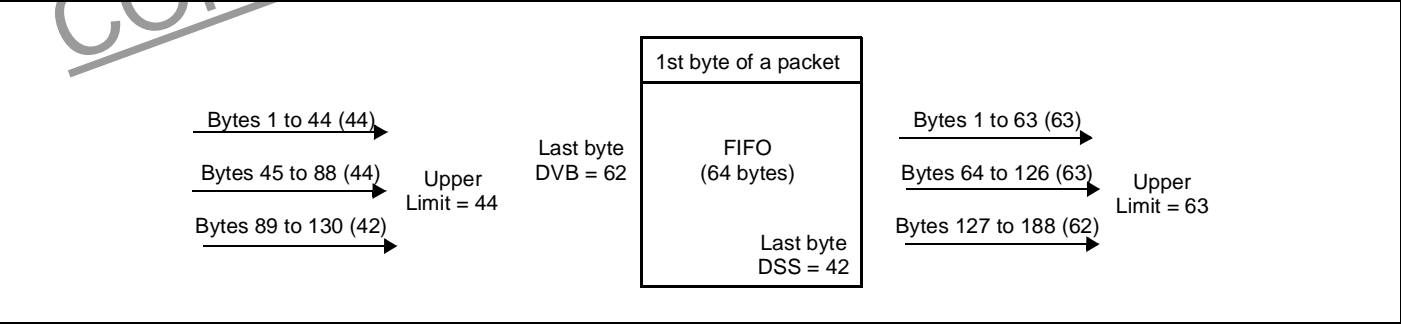 1st byte of a packet
Bytes 1 to 44 (44)
Bytes 45 to 88 (44)
Bytes 89 to 130 (42)
Upper
Limit = 44
Last byte
DVB = 62
FIFO
(64 bytes)
Last byte
DSS = 42
Bytes 1 to 63 (63)
Bytes 64 to 126 (63)
Bytes 127 to 188 (62)
Upper
Limit = 63